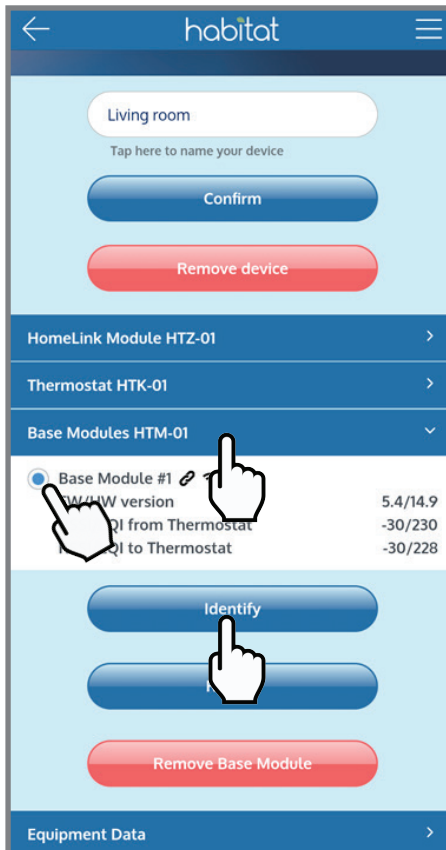 habitat
Living room
Tap here to name your device
Confirm
Remove device
HomeLink Module HTZ-01
Thermostat HTK-01
Base Modules HTM-01
Base Module #1
version
5.4/14.9
from Thermostat
-30/230
to Thermostat
-30/228
Identify
Remove Base Module
Equipment Data